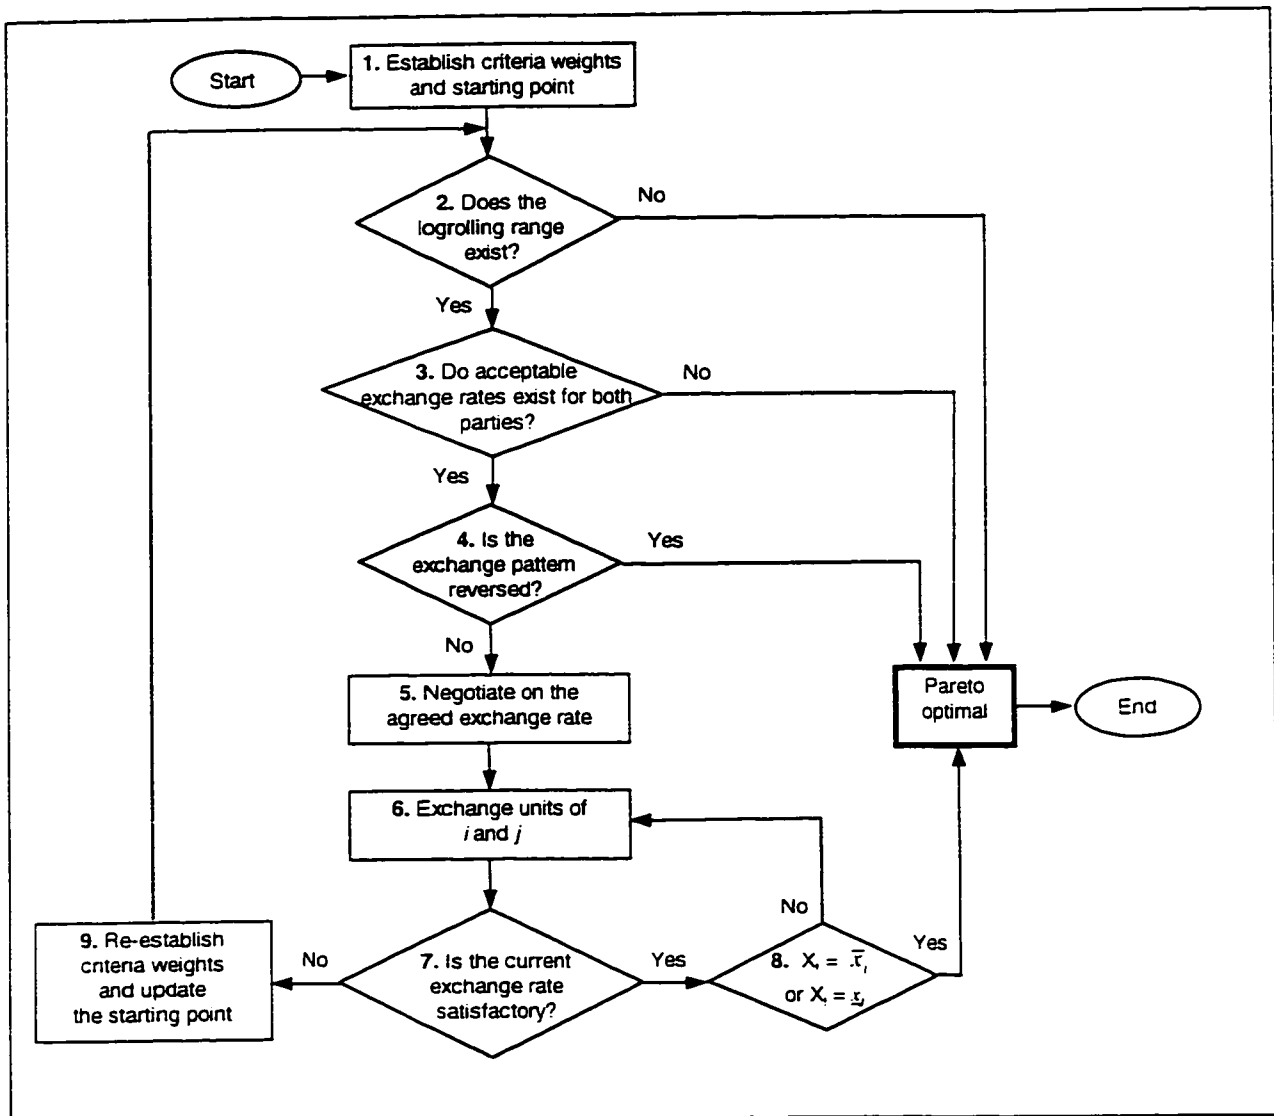 Start
1. Establish criteria weights
and starting point
2. Does the
logrolling range
exist?
No
Yes
3. Do acceptable
exchange rates exist for both
parties?
No
Yes
4. Is the
exchange pattern
reversed?
Yes
No
5. Negotiate on the
agreed exchange rate
Pareto
optimal
End
6. Exchange units of
i and j
7. Is the current
exchange rate
satisfactory?
No
Yes
8. X = x̄
or X = x
No
Yes
9. Re-establish
criteria weights
and update
the starting point